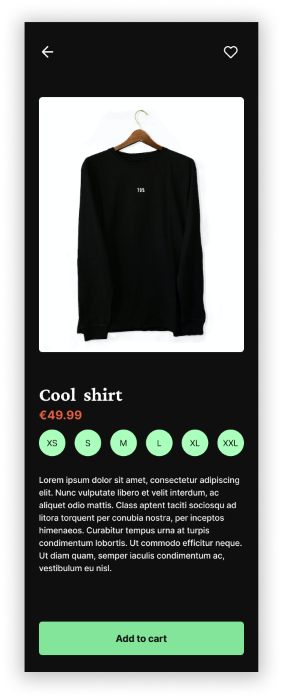 Cool shirt
€49.99
XS S M L XL XXL
Lorem ipsum dolor sit amet, consectetur adipiscing
elit. Nunc vulputate libero et velit interdum, ac
aliquet odio mattis. Class aptent taciti sociosqu ad
litora torquent per conubia nostra, per inceptos
himenaeos. Curabitur tempus urna at turpis
condimentum lobortis. Ut commodo efficitur neque.
Ut diam quam, semper iaculis condimentum ac,
vestibulum eu nisl.
Add to cart